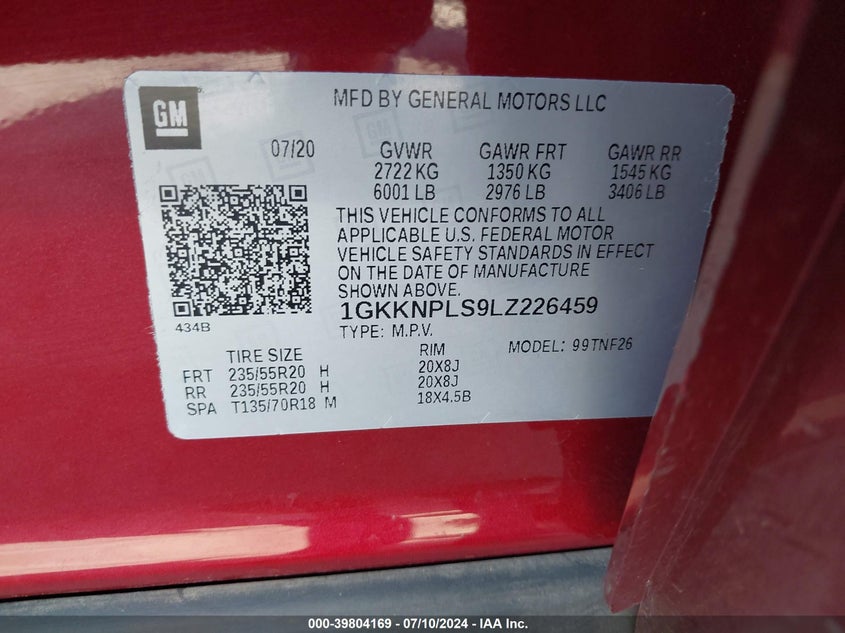 GM
MFD BY GENERAL MOTORS LLC
07/20 GVWR GAWR FRT GAWR RR
2722 KG 1350 KG 1545 KG
6001 LB 2976 LB 3406 LB
THIS VEHICLE CONFORMS TO ALL
APPLICABLE U.S. FEDERAL MOTOR
VEHICLE SAFETY STANDARDS IN EFFECT
ON THE DATE OF MANUFACTURE
SHOWN ABOVE.
434B
1GKKNPLS9LZ226459
TYPE: M.P.V. MODEL: 99TNF26
TIRE SIZE RIM
FRT 235/55R20 H 20X8J
RR 235/55R20 H 20X8J
SPA T135/70R18 M 18X4.5B
000-39804169 - 07/10/2024 - IAA Inc.